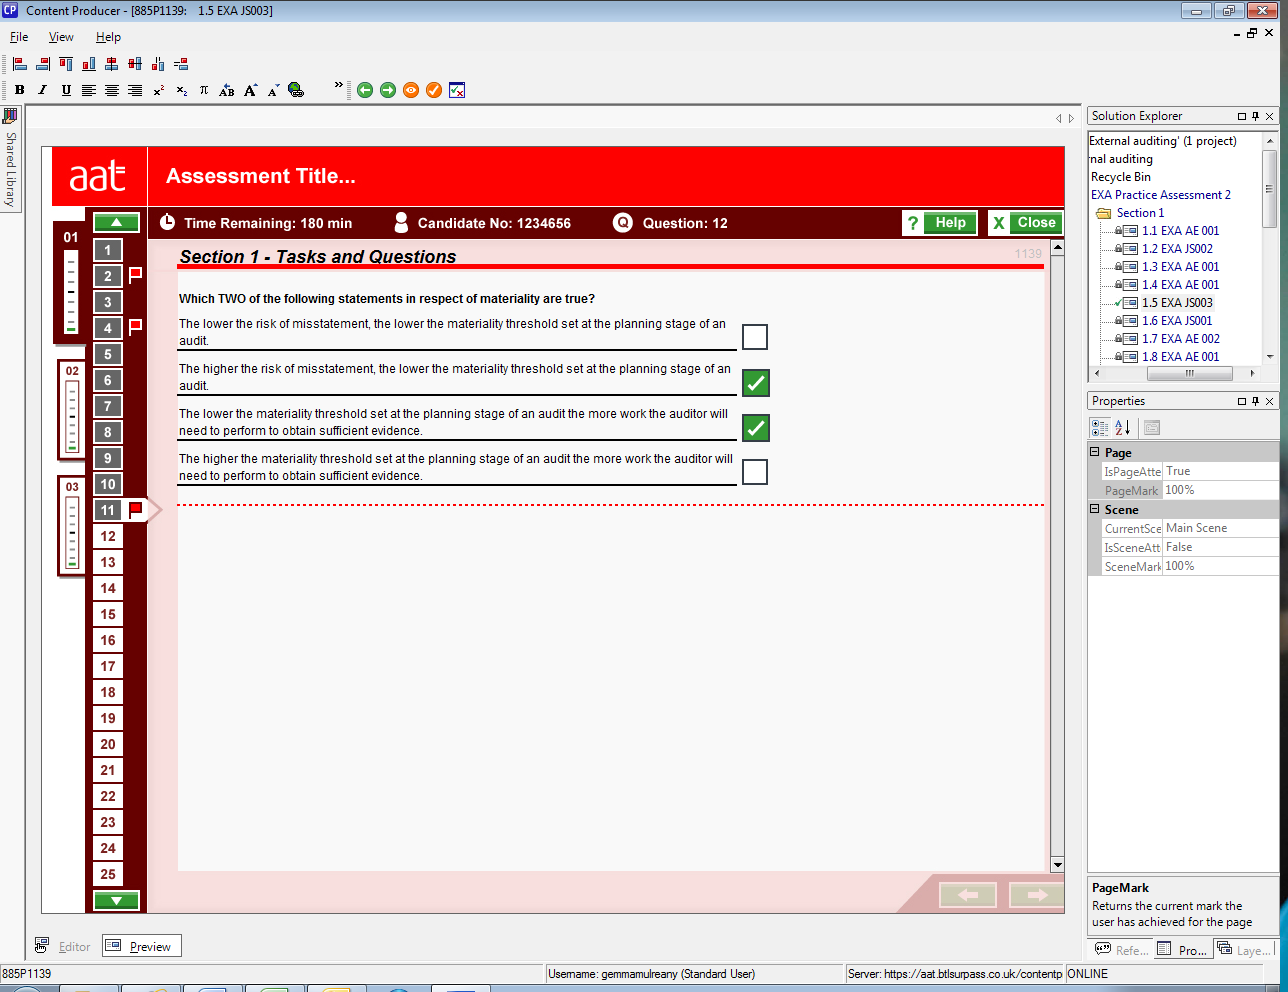 Content Producer - [885P1139: 1.5 EXA JS003]
File View Help
Shared Library
aat
Assessment Title...
Time Remaining: 180 min
Candidate No: 1234656
Question: 12
? Help
X Close
01
02
03
1
2
3
4
5
6
7
8
9
10
11
12
13
14
15
16
17
18
19
20
21
22
23
24
25
Section 1 - Tasks and Questions
1139
Which TWO of the following statements in respect of materiality are true?
The lower the risk of misstatement, the lower the materiality threshold set at the planning stage of an
audit.
The higher the risk of misstatement, the lower the materiality threshold set at the planning stage of an
audit.
The lower the materiality threshold set at the planning stage of an audit the more work the auditor will
need to perform to obtain sufficient evidence.
The higher the materiality threshold set at the planning stage of an audit the more work the auditor will
need to perform to obtain sufficient evidence.
Editor
Preview
Solution Explorer
External auditing' (1 project)
nal auditing
Recycle Bin
EXA Practice Assessment 2
Section 1
1.1 EXA AE 001
1.2 EXA JS002
1.3 EXA AE 001
1.4 EXA AE 001
1.5 EXA JS003
1.6 EXA JS001
1.7 EXA AE 002
1.8 EXA AE 001
Properties
Page
IsPageAtte True
PageMark 100%
Scene
CurrentSce Main Scene
IsSceneAtt False
SceneMark 100%
PageMark
Returns the current mark the
user has achieved for the page
Refe...
Pro...
Laye...
885P1139
Username: gemmamulreany (Standard User)
Server: https://aat.btlsurpass.co.uk/contentp
ONLINE